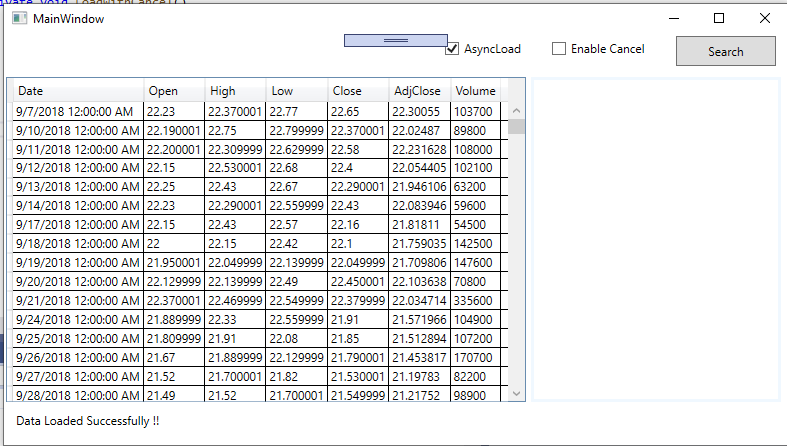 MainWindow
AsyncLoad Enable Cancel Search
Date Open High Low Close AdjClose Volume
9/7/2018 12:00:00 AM 22.23 22.370001 22.77 22.65 22.30055 103700
9/10/2018 12:00:00 AM 22.190001 22.75 22.799999 22.370001 22.02487 89800
9/11/2018 12:00:00 AM 22.200001 22.309999 22.629999 22.58 22.231628 108000
9/12/2018 12:00:00 AM 22.15 22.530001 22.68 22.4 22.054405 102100
9/13/2018 12:00:00 AM 22.25 22.43 22.67 22.290001 21.946106 63200
9/14/2018 12:00:00 AM 22.23 22.290001 22.559999 22.43 22.083946 59600
9/17/2018 12:00:00 AM 22.15 22.43 22.57 22.16 21.81811 54500
9/18/2018 12:00:00 AM 22 22.15 22.42 22.1 21.759035 142500
9/19/2018 12:00:00 AM 21.950001 22.049999 22.139999 22.049999 21.709806 147600
9/20/2018 12:00:00 AM 22.129999 22.139999 22.49 22.450001 22.103638 70800
9/21/2018 12:00:00 AM 22.370001 22.469999 22.549999 22.379999 22.034714 335600
9/24/2018 12:00:00 AM 21.889999 22.33 22.559999 21.91 21.571966 104900
9/25/2018 12:00:00 AM 21.809999 21.91 22.08 21.85 21.512894 107200
9/26/2018 12:00:00 AM 21.67 21.889999 22.129999 21.790001 21.453817 170700
9/27/2018 12:00:00 AM 21.52 21.700001 21.82 21.530001 21.19783 82200
9/28/2018 12:00:00 AM 21.49 21.52 21.700001 21.549999 21.21752 98900
Data Loaded Successfully !!